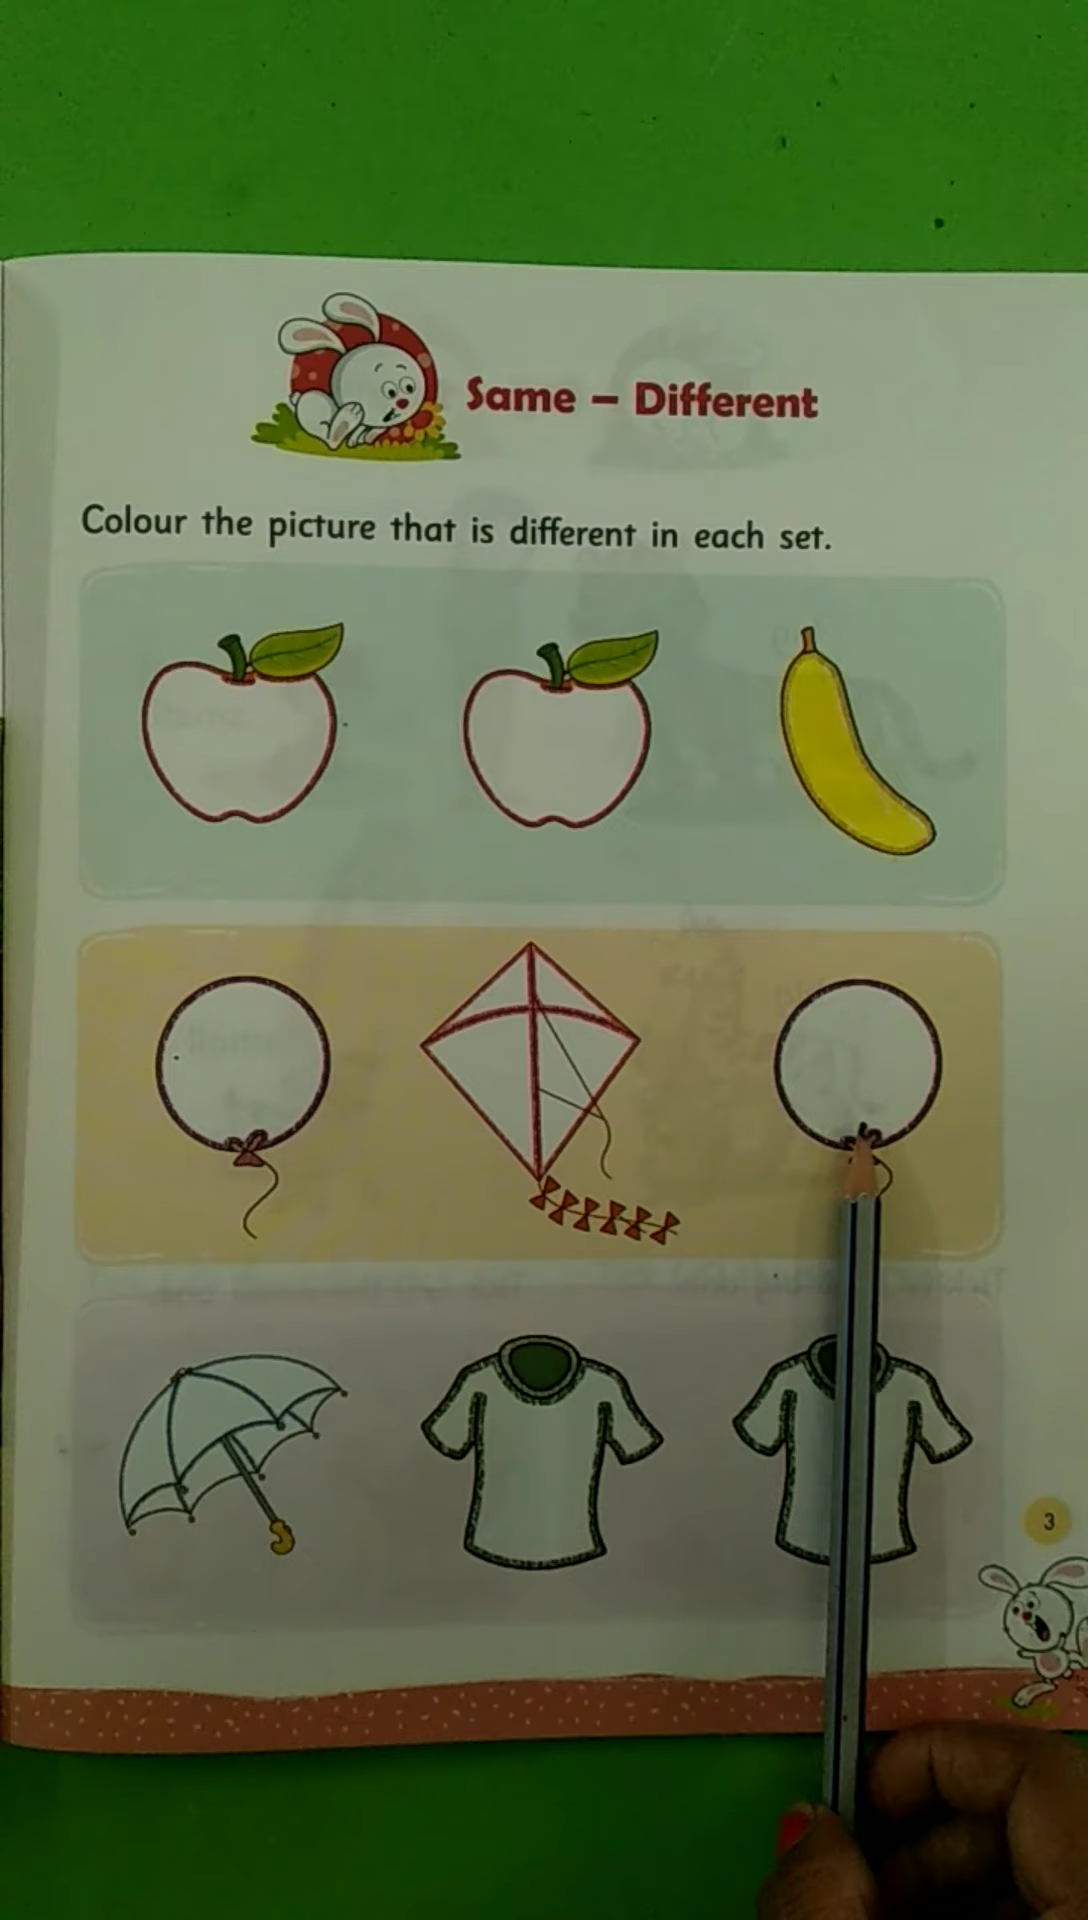 Same – Different
Colour the picture that is different in each set.
3